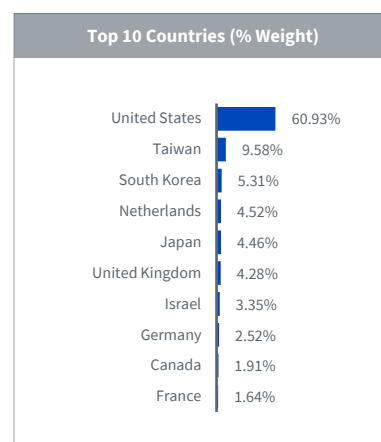 Top 10 Countries (% Weight)
United States 60.93%
Taiwan 9.58%
South Korea 5.31%
Netherlands 4.52%
Japan 4.46%
United Kingdom 4.28%
Israel 3.35%
Germany 2.52%
Canada 1.91%
France 1.64%